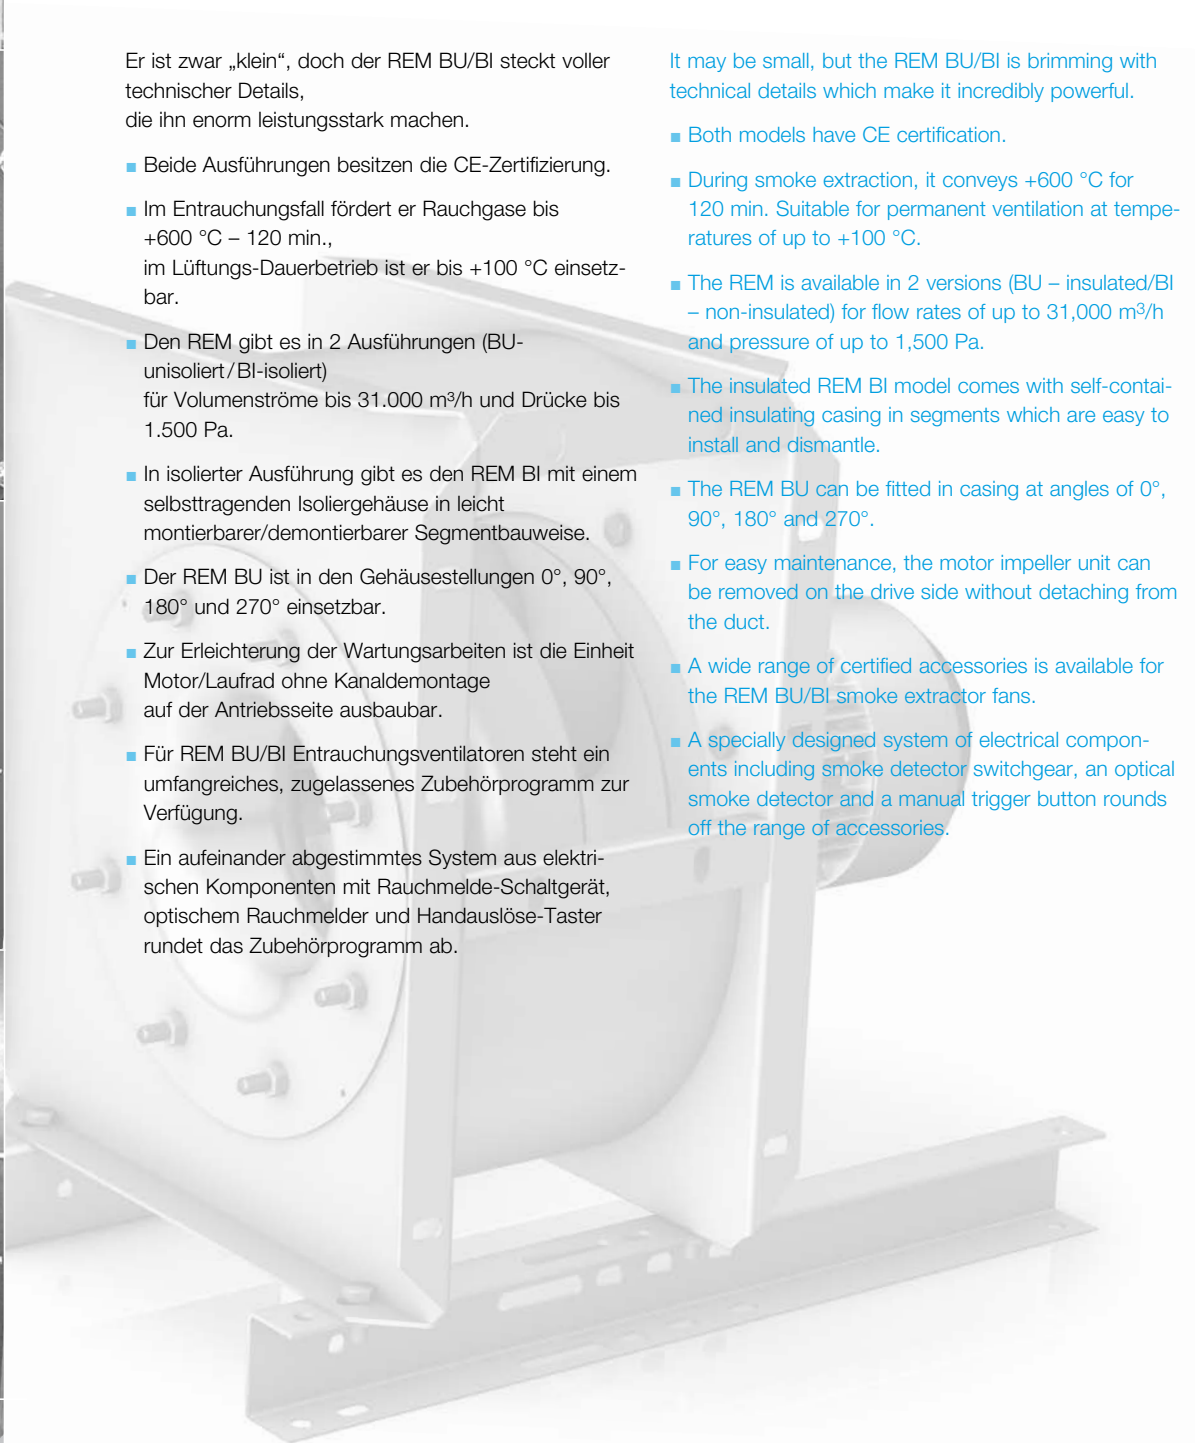 Er ist zwar „klein“, doch der REM BU/BI steckt voller
technischer Details,
die ihn enorm leistungsstark machen.
■ Beide Ausführungen besitzen die CE-Zertifizierung.
■ Im Entrauchungsfall fördert er Rauchgase bis
+600 °C – 120 min.,
im Lüftungs-Dauerbetrieb ist er bis +100 °C einsetz-
bar.
■ Den REM gibt es in 2 Ausführungen (BU-
unisoliert/BI-isoliert)
für Volumenströme bis 31.000 m³/h und Drücke bis
1.500 Pa.
■ In isolierter Ausführung gibt es den REM BI mit einem
selbsttragenden Isoliergehäuse in leicht
montierbarer/demontierbarer Segmentbauweise.
■ Der REM BU ist in den Gehäusestellungen 0°, 90°,
180° und 270° einsetzbar.
■ Zur Erleichterung der Wartungsarbeiten ist die Einheit
Motor/Laufrad ohne Kanaldemontage
auf der Antriebsseite ausbaubar.
■ Für REM BU/BI Entrauchungsventilatoren steht ein
umfangreiches, zugelassenes Zubehörprogramm zur
Verfügung.
■ Ein aufeinander abgestimmtes System aus elektri-
schen Komponenten mit Rauchmelde-Schaltgerät,
optischem Rauchmelder und Handauslöse-Taster
rundet das Zubehörprogramm ab.
It may be small, but the REM BU/BI is brimming with
technical details which make it incredibly powerful.
■ Both models have CE certification.
■ During smoke extraction, it conveys +600 °C for
120 min. Suitable for permanent ventilation at tempe-
ratures of up to +100 °C.
■ The REM is available in 2 versions (BU – insulated/BI
– non-insulated) for flow rates of up to 31,000 m³/h
and pressure of up to 1,500 Pa.
■ The insulated REM BI model comes with self-contai-
ned insulating casing in segments which are easy to
install and dismantle.
■ The REM BU can be fitted in casing at angles of 0°,
90°, 180° and 270°.
■ For easy maintenance, the motor impeller unit can
be removed on the drive side without detaching from
the duct.
■ A wide range of certified accessories is available for
the REM BU/BI smoke extractor fans.
■ A specially designed system of electrical compon-
ents including smoke detector switchgear, an optical
smoke detector and a manual trigger button rounds
off the range of accessories.